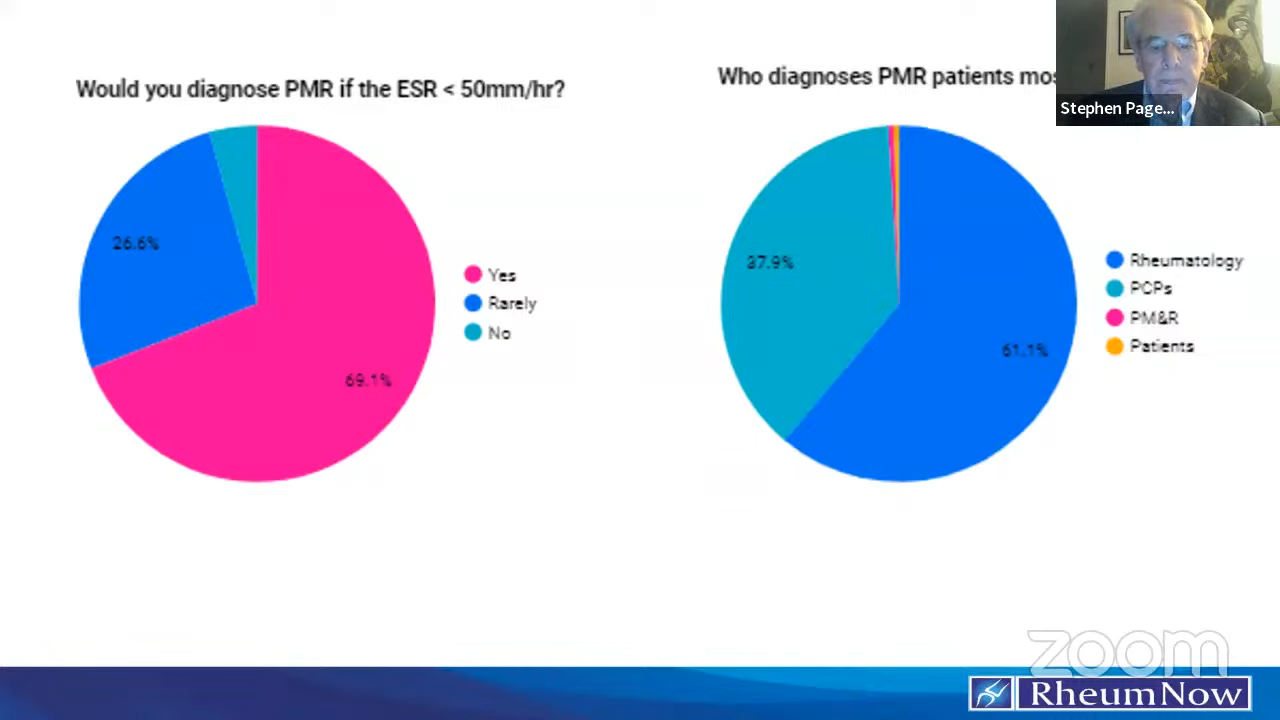 Would you diagnose PMR if the ESR < 50mm/hr?
26.6%
69.1%
Yes
Rarely
No
Who diagnoses PMR patients mos
37.9%
61.1%
Rheumatology
PCPs
PM&R
Patients
Stephen Page...
zoom
RheumNow